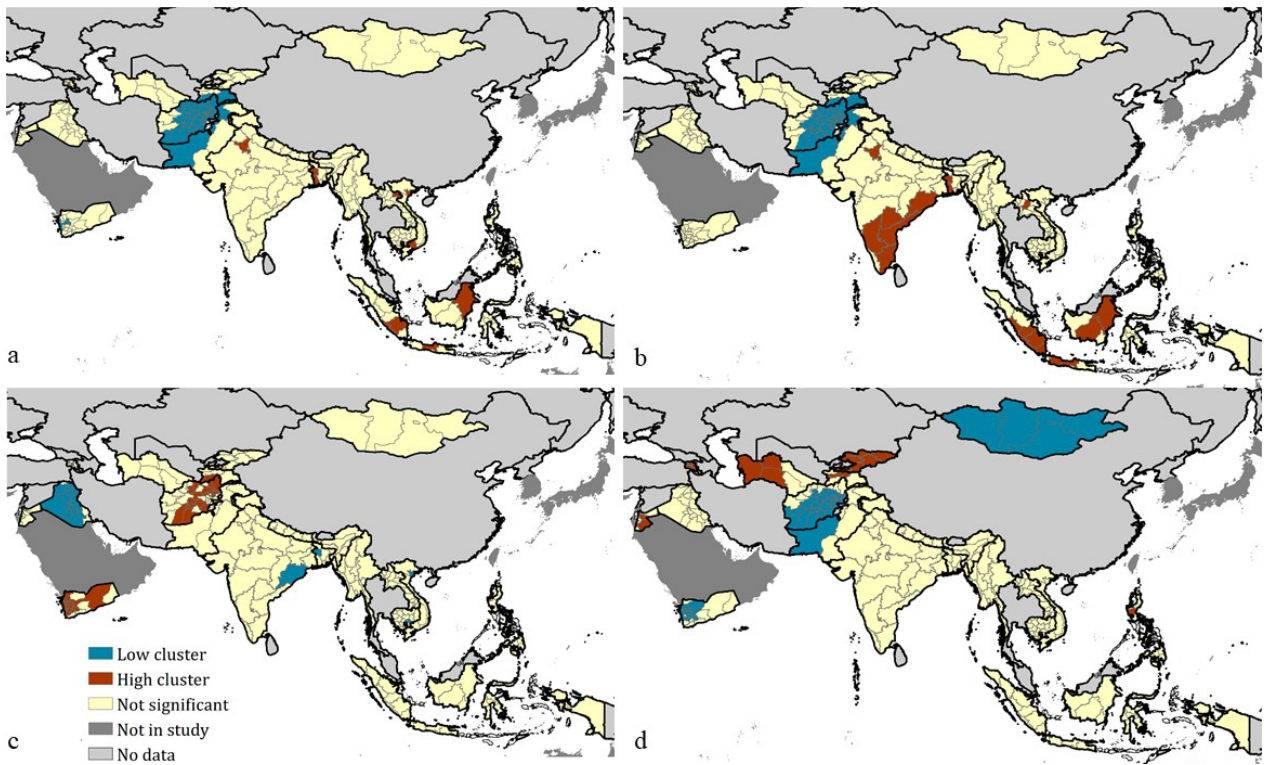 a
b
c
Low cluster
High cluster
Not significant
Not in study
No data
d